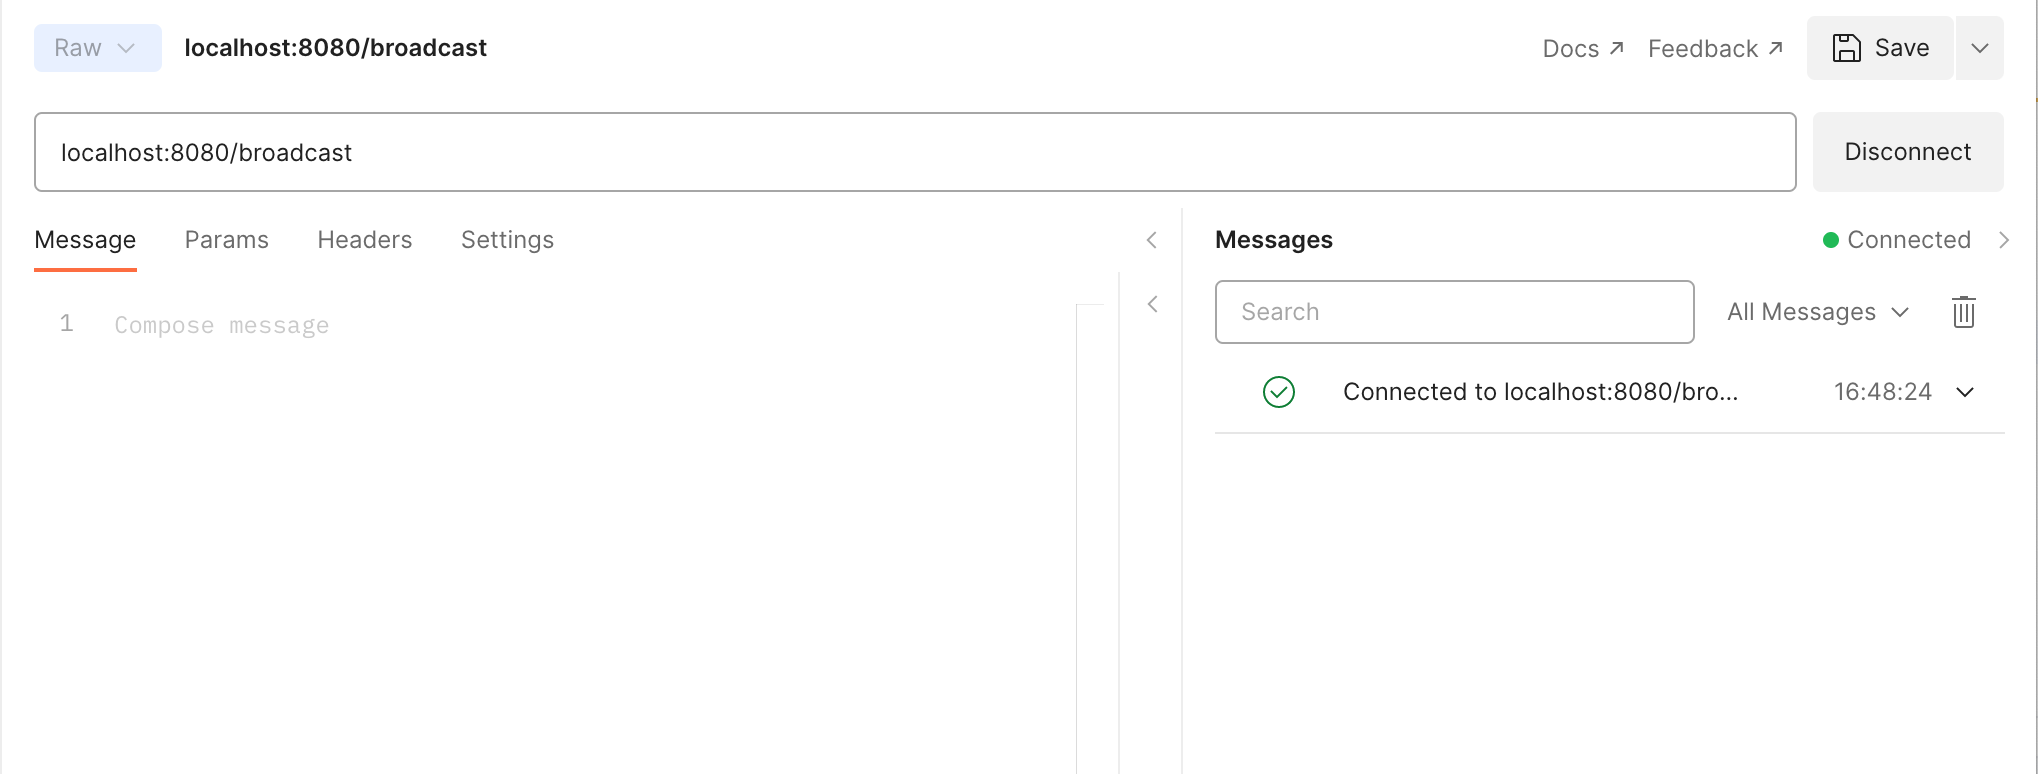 Raw localhost:8080/broadcast Docs Feedback Save
localhost:8080/broadcast Disconnect
Message Params Headers Settings
1 Compose message
Messages Connected
Search All Messages
Connected to localhost:8080/bro... 16:48:24